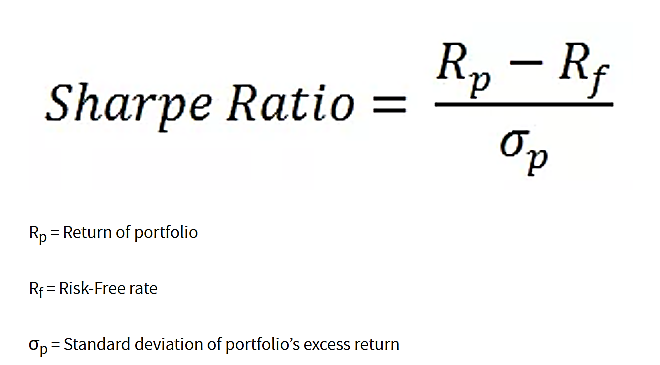 Sharpe Ratio = (Rp − Rf) / σp
Rp = Return of portfolio
Rf = Risk-Free rate
σp = Standard deviation of portfolio’s excess return